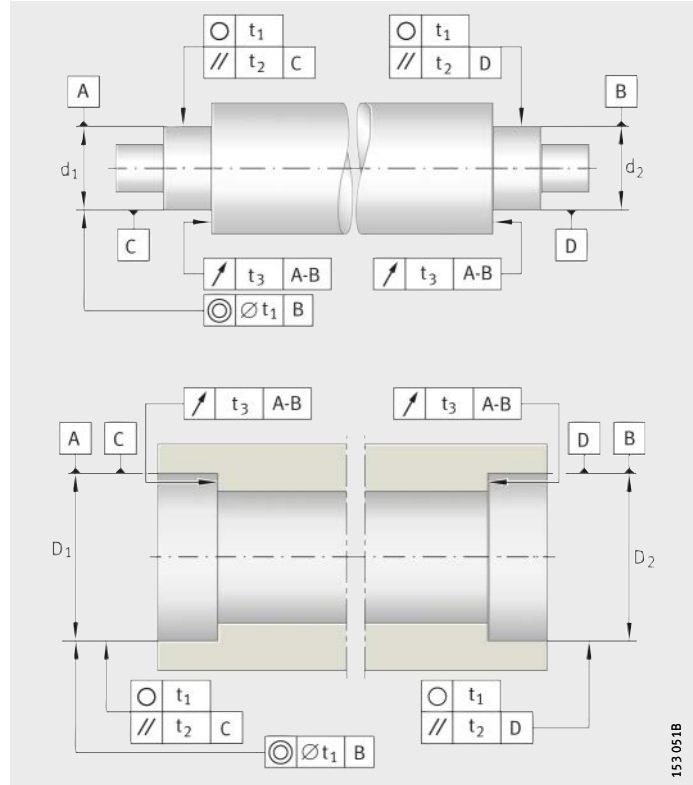 ○ t1 ○ t1
// t2 C // t2 D
A B
d1 d2
C D
↗ t3 A-B ↗ t3 A-B
◎ ∅t1 B
↗ t3 A-B ↗ t3 A-B
A C D B
D1 D2
○ t1 ○ t1
// t2 C // t2 D
◎ ∅t1 B
153 051B